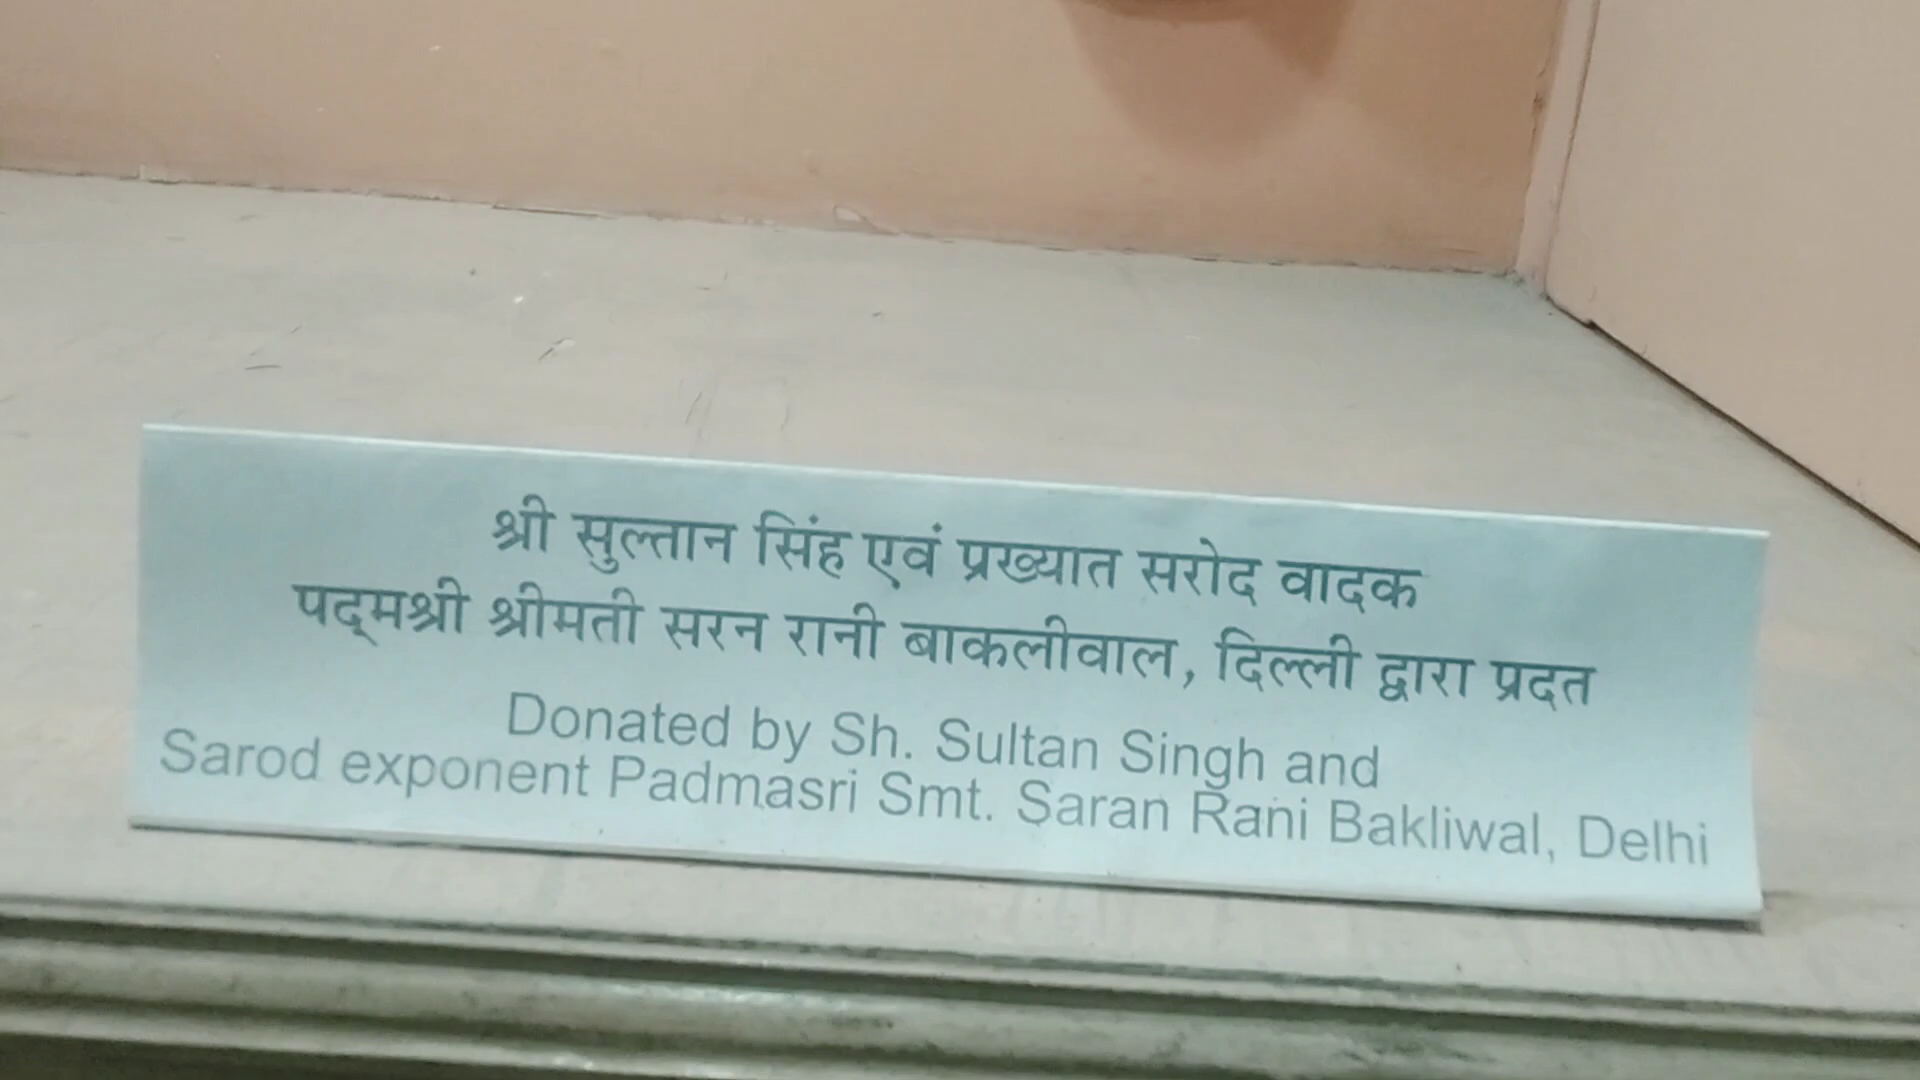 श्री सुल्तान सिंह एवं प्रख्यात सरोद वादक
पद्मश्री श्रीमती सरन रानी बाकलीवाल, दिल्ली द्वारा प्रदत
Donated by Sh. Sultan Singh and
Sarod exponent Padmasri Smt. Saran Rani Bakliwal, Delhi